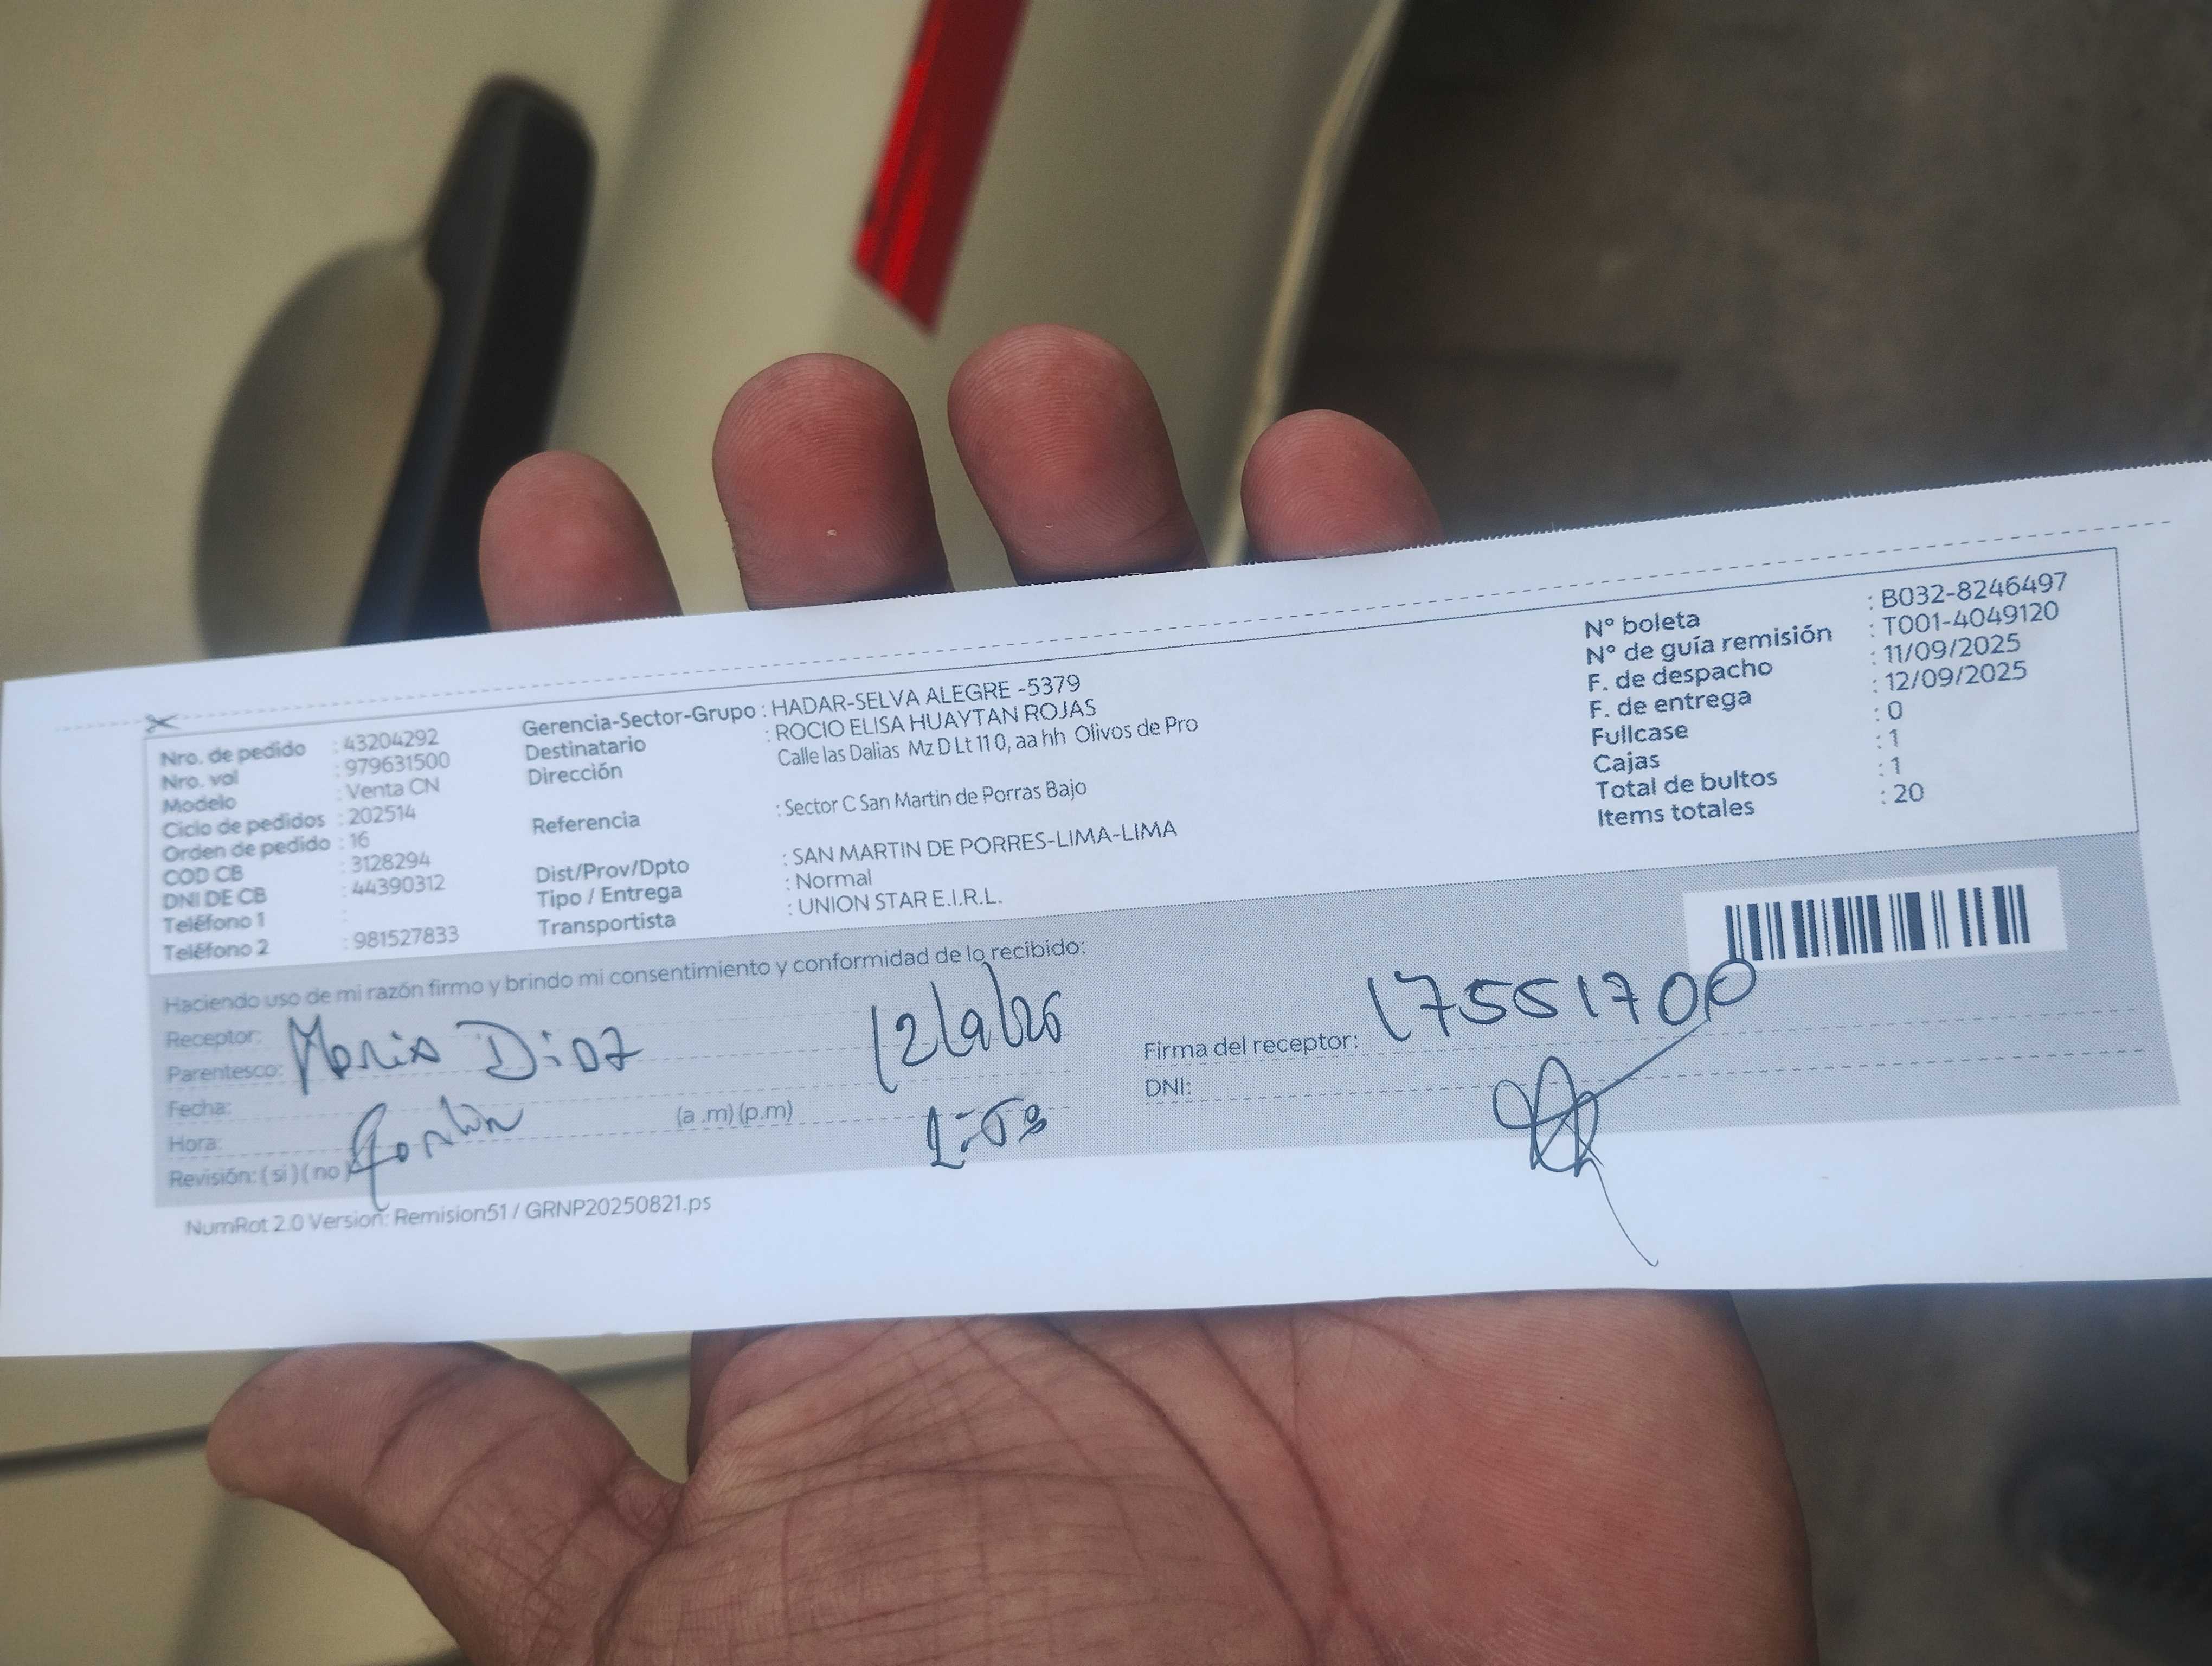 Nro. de pedido : 43204292
Nro. vol : 979631500
Modelo : Venta CN
Ciclo de pedidos : 202514
Orden de pedido : 16
COD CB : 3128294
DNI DE CB : 44390312
Teléfono 1 :
Teléfono 2 : 981527833
Gerencia-Sector-Grupo : HADAR-SELVA ALEGRE -5379
Destinatario : ROCIO ELISA HUAYTAN ROJAS
Dirección Calle las Dalias Mz D Lt 11 0, aa hh Olivos de Pro
Referencia : Sector C San Martin de Porras Bajo
Dist/Prov/Dpto : SAN MARTIN DE PORRES-LIMA-LIMA
Tipo / Entrega : Normal
Transportista : UNION STAR E.I.R.L.
N° boleta : B032-8246497
N° de guía remisión : T001-4049120
F. de despacho : 11/09/2025
F. de entrega : 12/09/2025
Fullcase : 0
Cajas : 1
Total de bultos : 1
Items totales : 20
Haciendo uso de mi razón firmo y brindo mi consentimiento y conformidad de lo recibido:
Receptor:
Maria Diaz
Parentesco:
Fecha:
Hora: (a .m) (p.m)
Revisión: ( si ) ( no )
Firma del receptor: 17551700
DNI:
NumRot 2.0 Version: Remision51 / GRNP20250821.ps